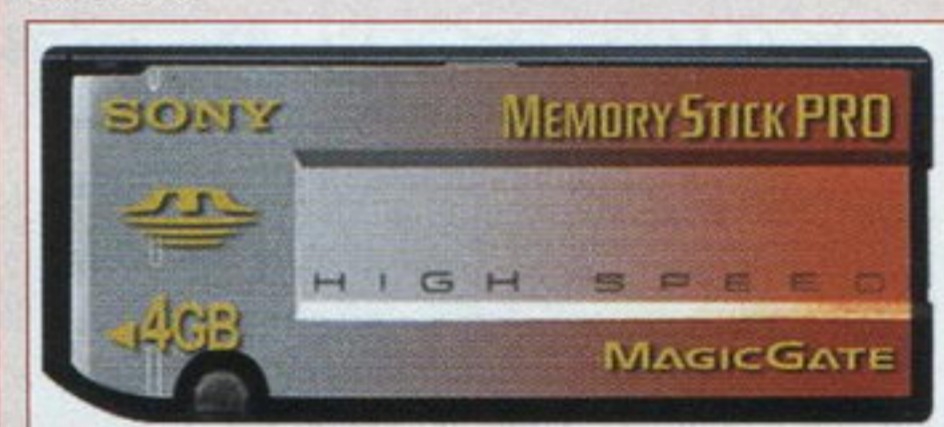 SONY
MEMORY STICK PRO
HIGH SPEED
4GB
MAGICGATE